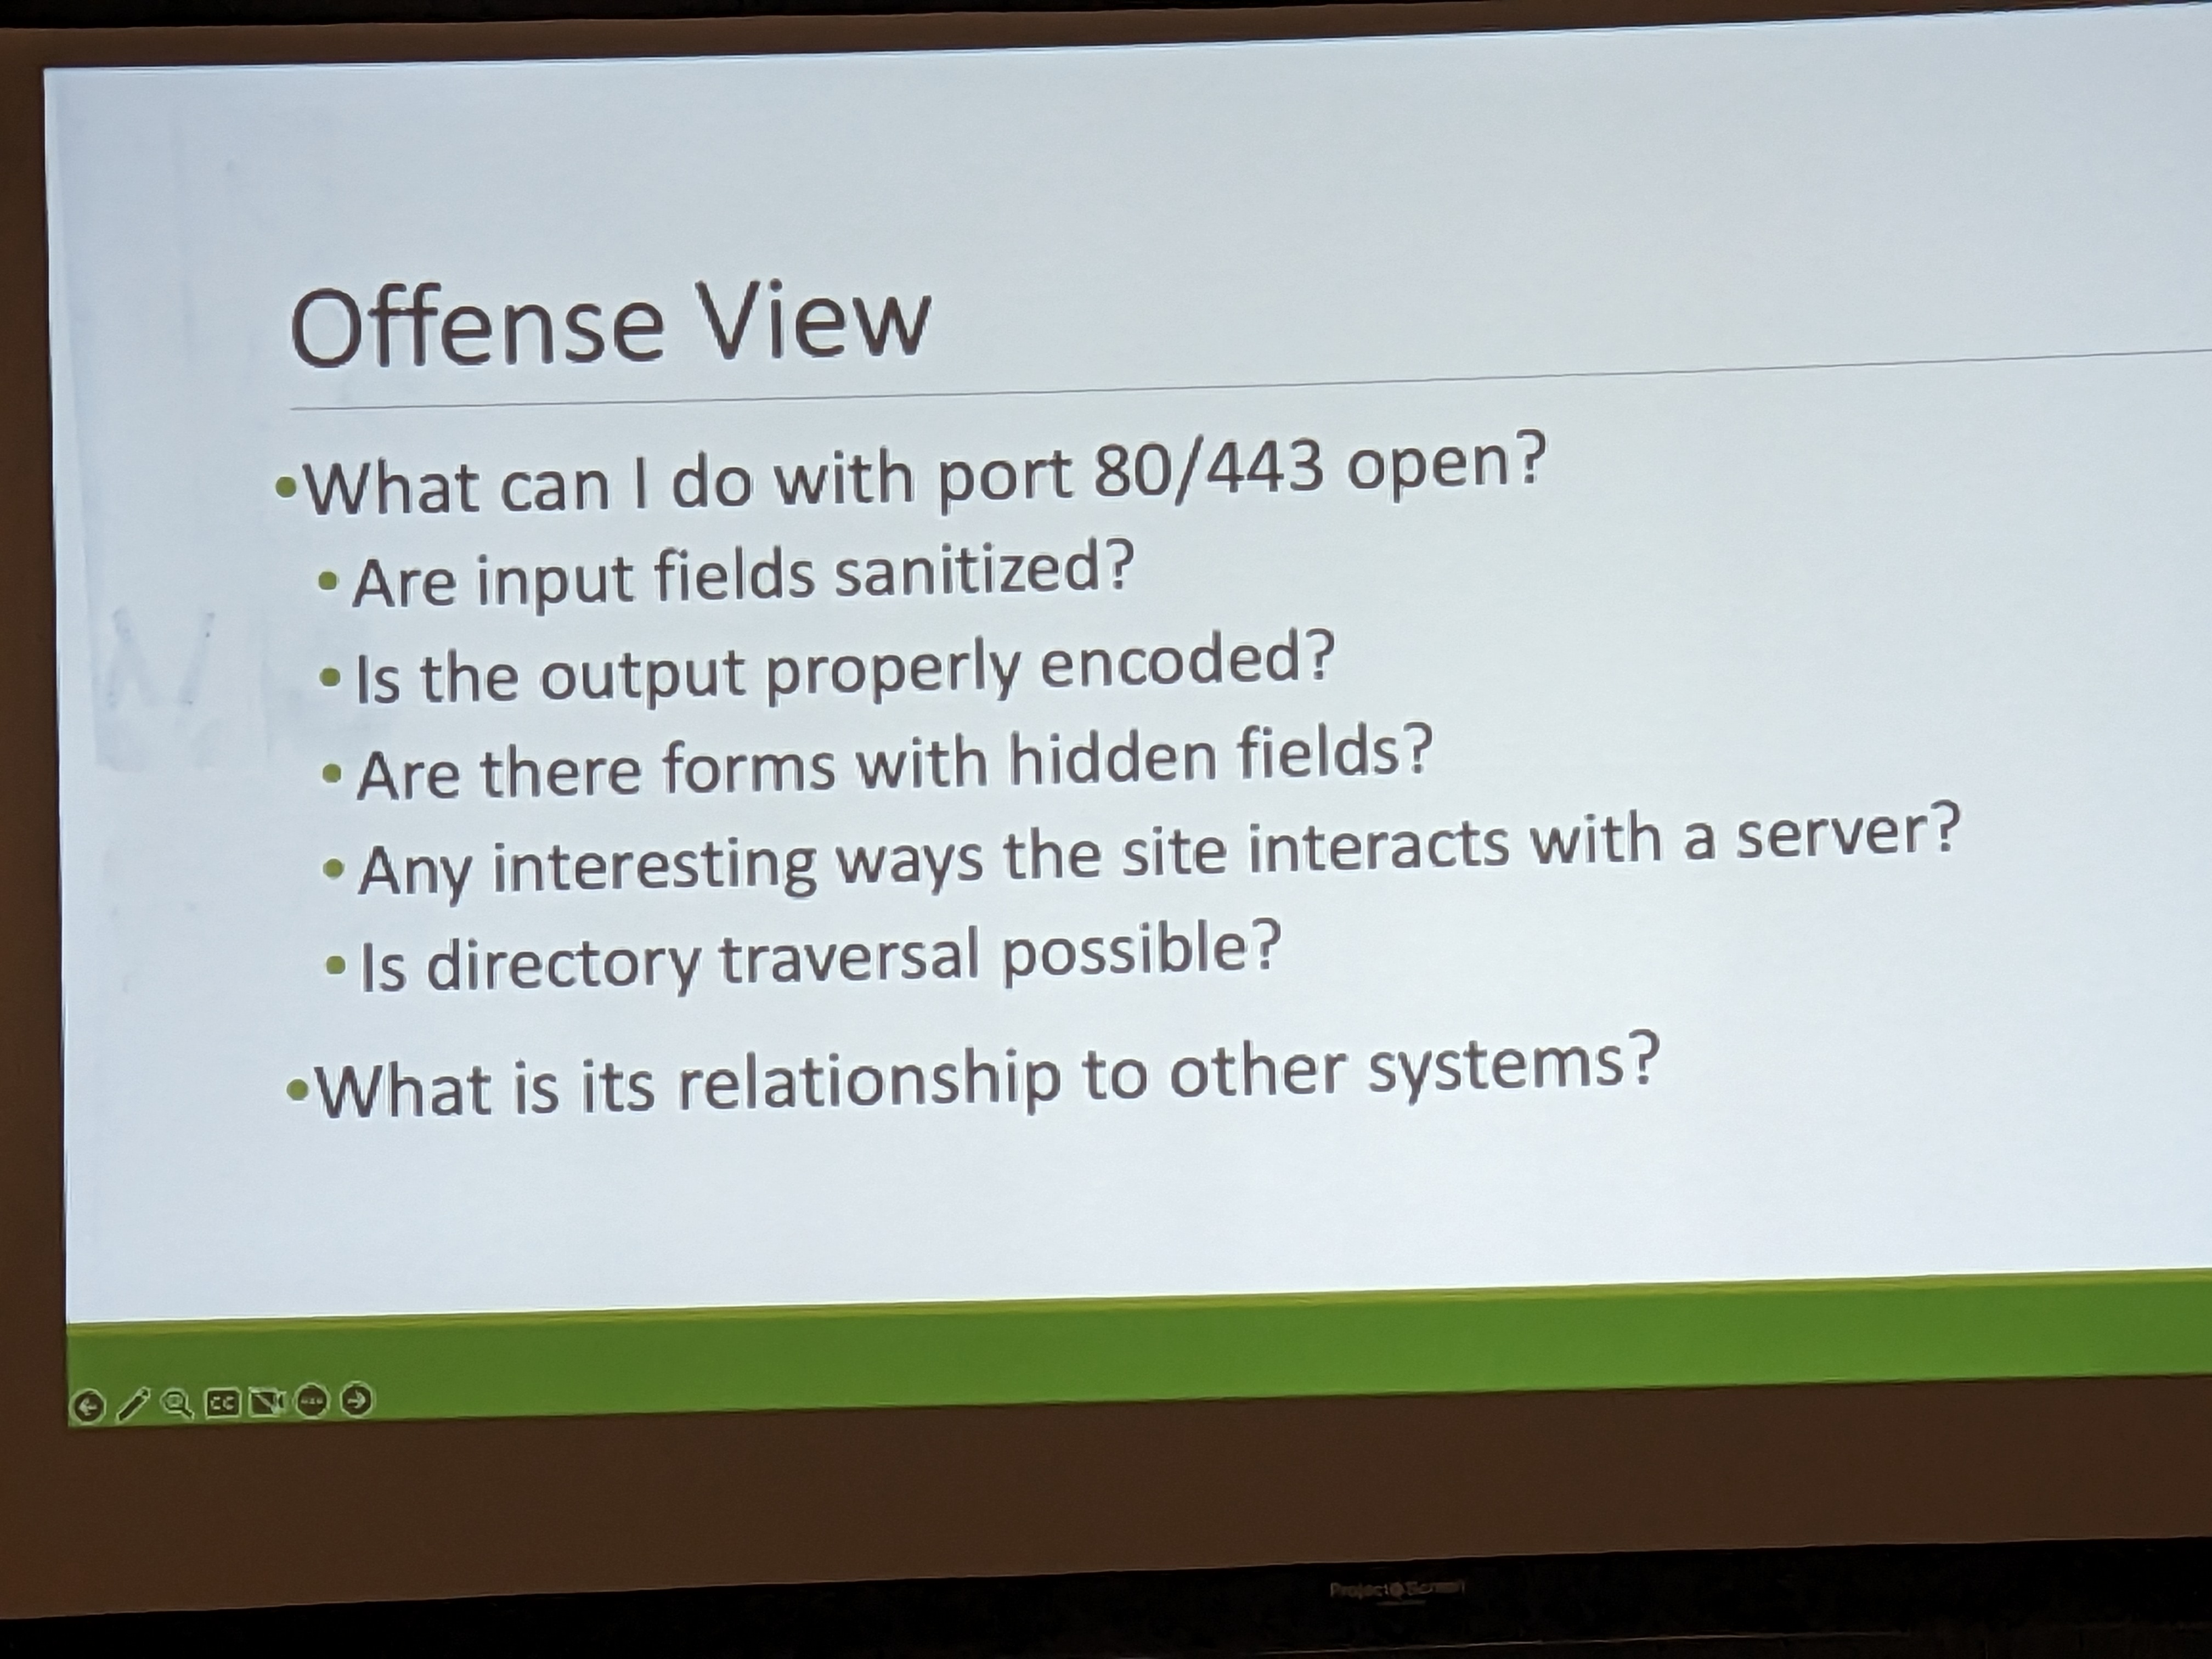 Offense View
•What can I do with port 80/443 open?
• Are input fields sanitized?
• Is the output properly encoded?
• Are there forms with hidden fields?
• Any interesting ways the site interacts with a server?
• Is directory traversal possible?
•What is its relationship to other systems?
CC